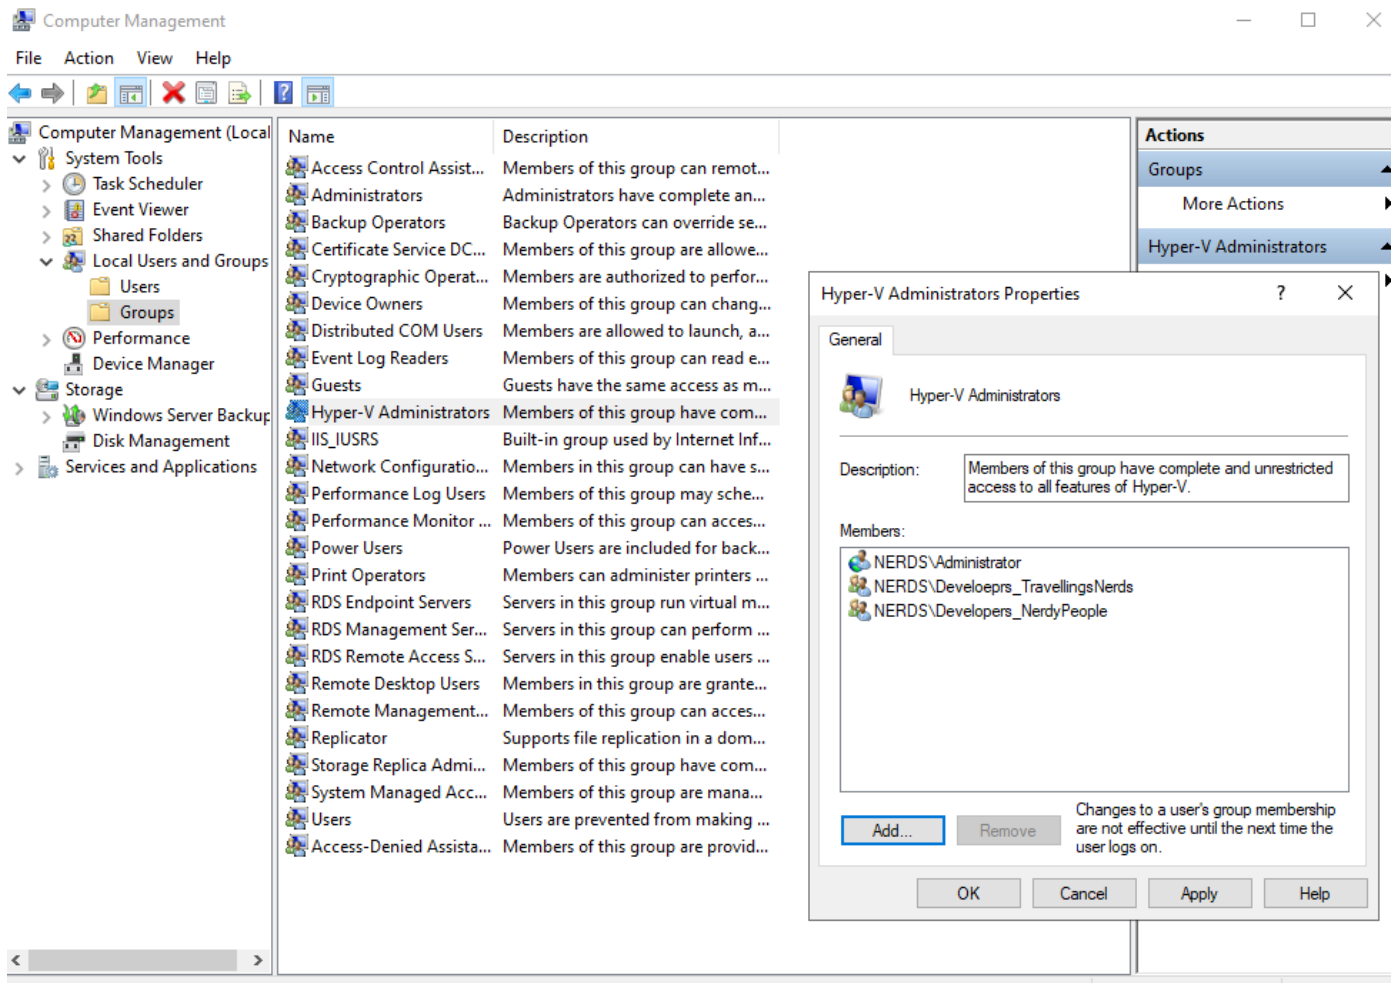 Computer Management
File Action View Help
Computer Management (Local
System Tools
Task Scheduler
Event Viewer
Shared Folders
Local Users and Groups
Users
Groups
Performance
Device Manager
Storage
Windows Server Backup
Disk Management
Services and Applications
Name Description
Access Control Assist... Members of this group can remot...
Administrators Administrators have complete an...
Backup Operators Backup Operators can override se...
Certificate Service DC... Members of this group are allowe...
Cryptographic Operat... Members are authorized to perfor...
Device Owners Members of this group can chang...
Distributed COM Users Members are allowed to launch, a...
Event Log Readers Members of this group can read e...
Guests Guests have the same access as m...
Hyper-V Administrators Members of this group have com...
IIS_IUSRS Built-in group used by Internet Inf...
Network Configuratio... Members in this group can have s...
Performance Log Users Members of this group may sche...
Performance Monitor ... Members of this group can acces...
Power Users Power Users are included for back...
Print Operators Members can administer printers ...
RDS Endpoint Servers Servers in this group run virtual m...
RDS Management Ser... Servers in this group can perform ...
RDS Remote Access S... Servers in this group enable users ...
Remote Desktop Users Members in this group are grante...
Remote Management... Members of this group can acces...
Replicator Supports file replication in a dom...
Storage Replica Admi... Members of this group have com...
System Managed Acc... Members of this group are mana...
Users Users are prevented from making ...
Access-Denied Assista... Members of this group are provid...
Actions
Groups
More Actions
Hyper-V Administrators
Hyper-V Administrators Properties
General
Hyper-V Administrators
Description: Members of this group have complete and unrestricted
access to all features of Hyper-V.
Members:
NERDS\Administrator
NERDS\Develoeprs_TravellingsNerds
NERDS\Developers_NerdyPeople
Add... Remove
Changes to a user's group membership
are not effective until the next time the
user logs on.
OK Cancel Apply Help